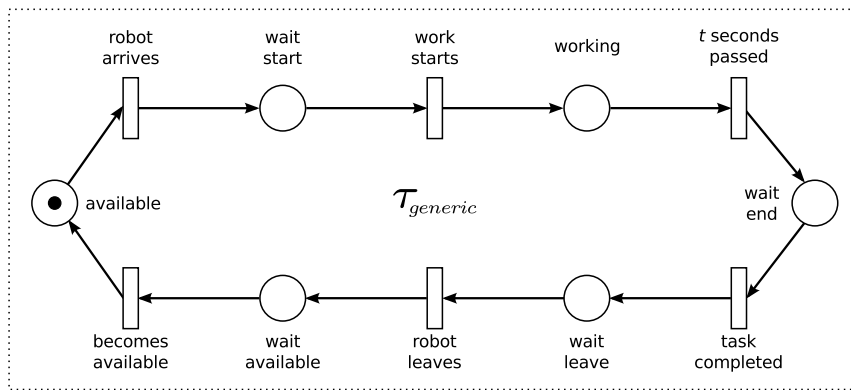 robot
arrives
wait
start
work
starts
working
t seconds
passed
available
τgeneric
wait
end
becomes
available
wait
available
robot
leaves
wait
leave
task
completed